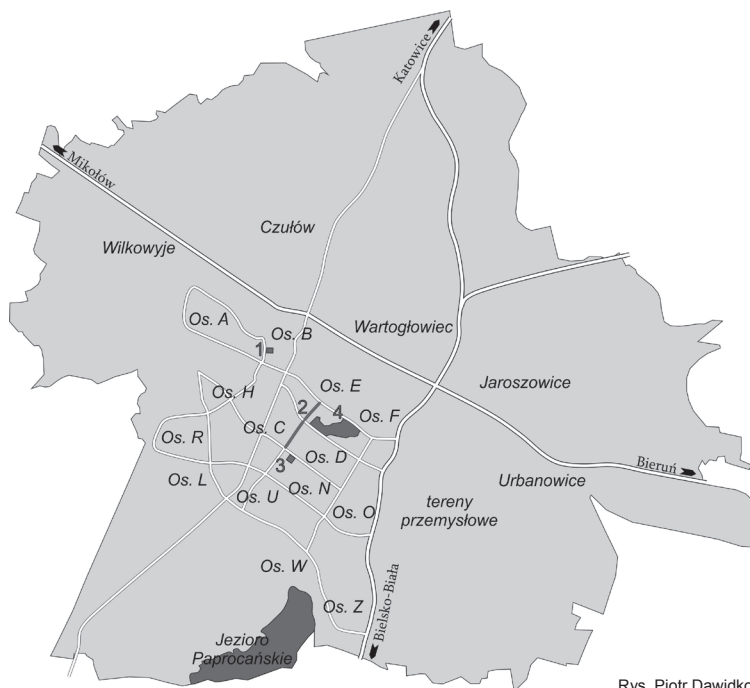 Katowice
Mikołów
Czułów
Wilkowyje
Os. A
Os. B
Wartogłowiec
1
Jaroszowice
Os. E
Os. H
2
4
Os. F
Os. C
Os. R
Os. D
3
Bieruń
Os. L
Os. N
Urbanowice
Os. U
tereny
przemysłowe
Os. O
Os. W
Bielsko-Biała
Os. Z
Jezioro
Paprocańskie
Rys. Piotr Dawidko